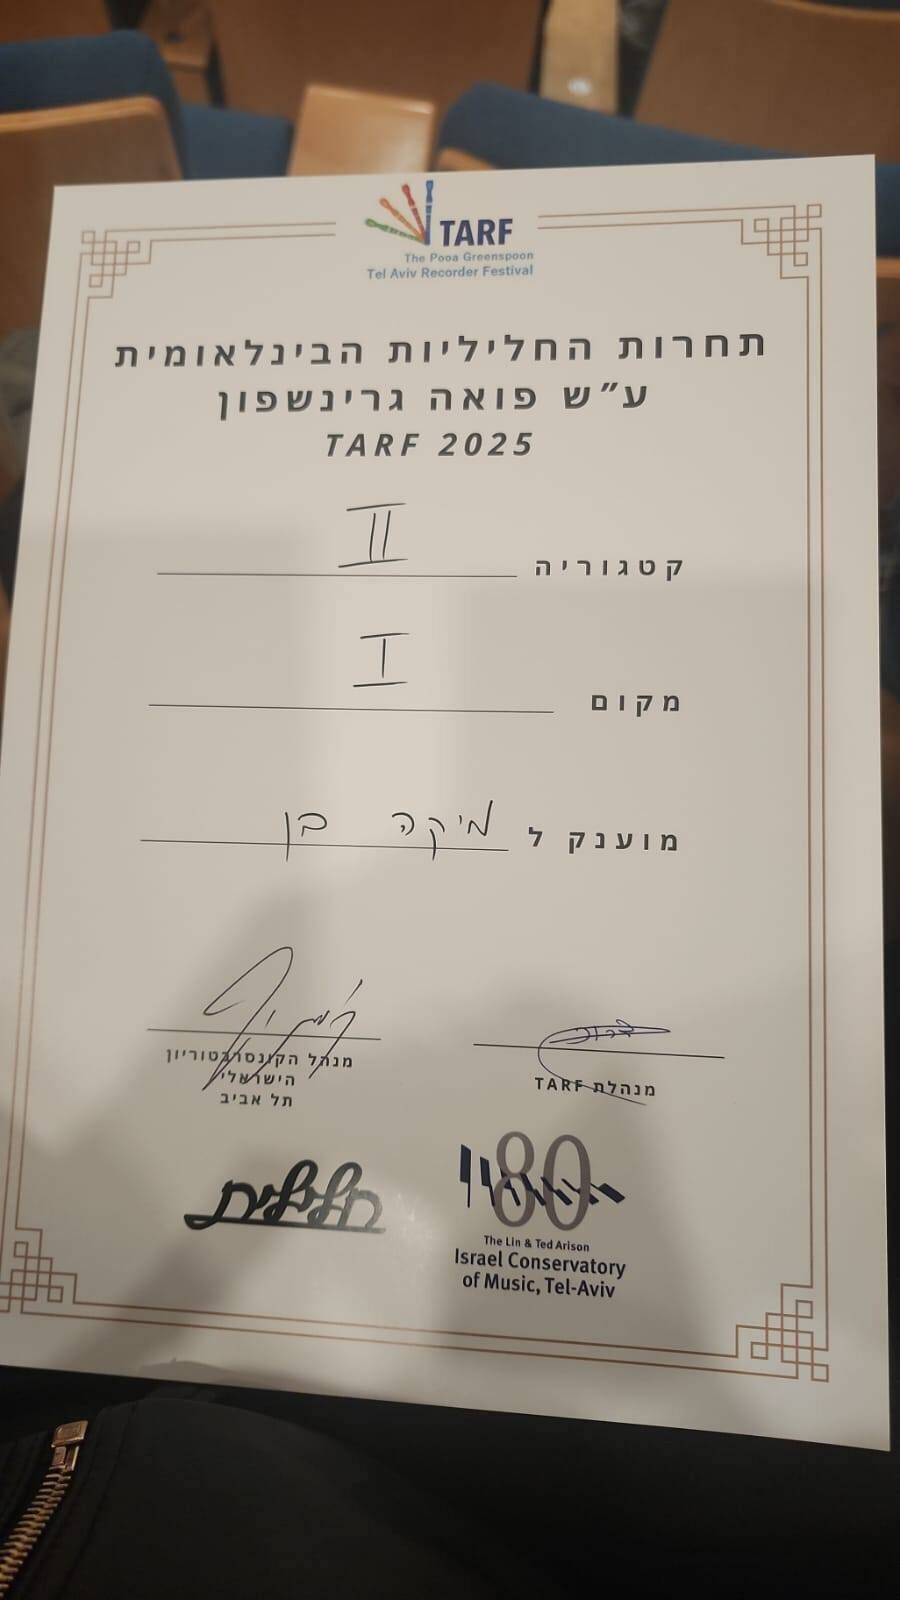 TARF
The Pooa Greenspoon
Tel Aviv Recorder Festival
תחרות החליליות הבינלאומית
ע״ש פואה גרינשפון
TARF 2025
קטגוריה II
מקום I
מוענק ל מיקה בן
מנהל הקונסרבטוריון
הישראלי
תל אביב
מנהלת TARF
חלילית
80
The Lin & Ted Arison
Israel Conservatory
of Music, Tel-Aviv